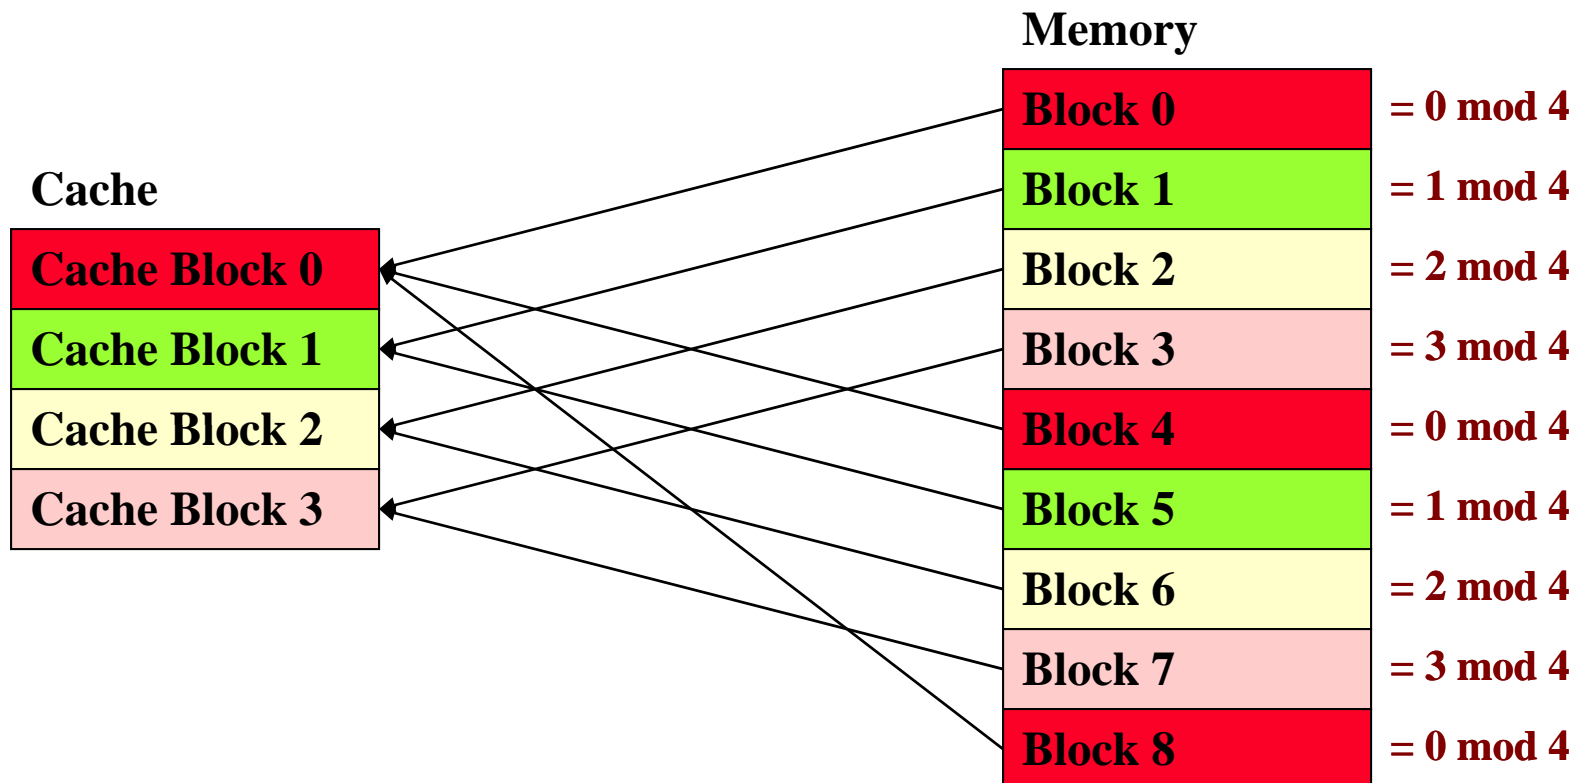 Memory
Block 0 = 0 mod 4
Block 1 = 1 mod 4
Block 2 = 2 mod 4
Block 3 = 3 mod 4
Block 4 = 0 mod 4
Block 5 = 1 mod 4
Block 6 = 2 mod 4
Block 7 = 3 mod 4
Block 8 = 0 mod 4
Cache
Cache Block 0
Cache Block 1
Cache Block 2
Cache Block 3